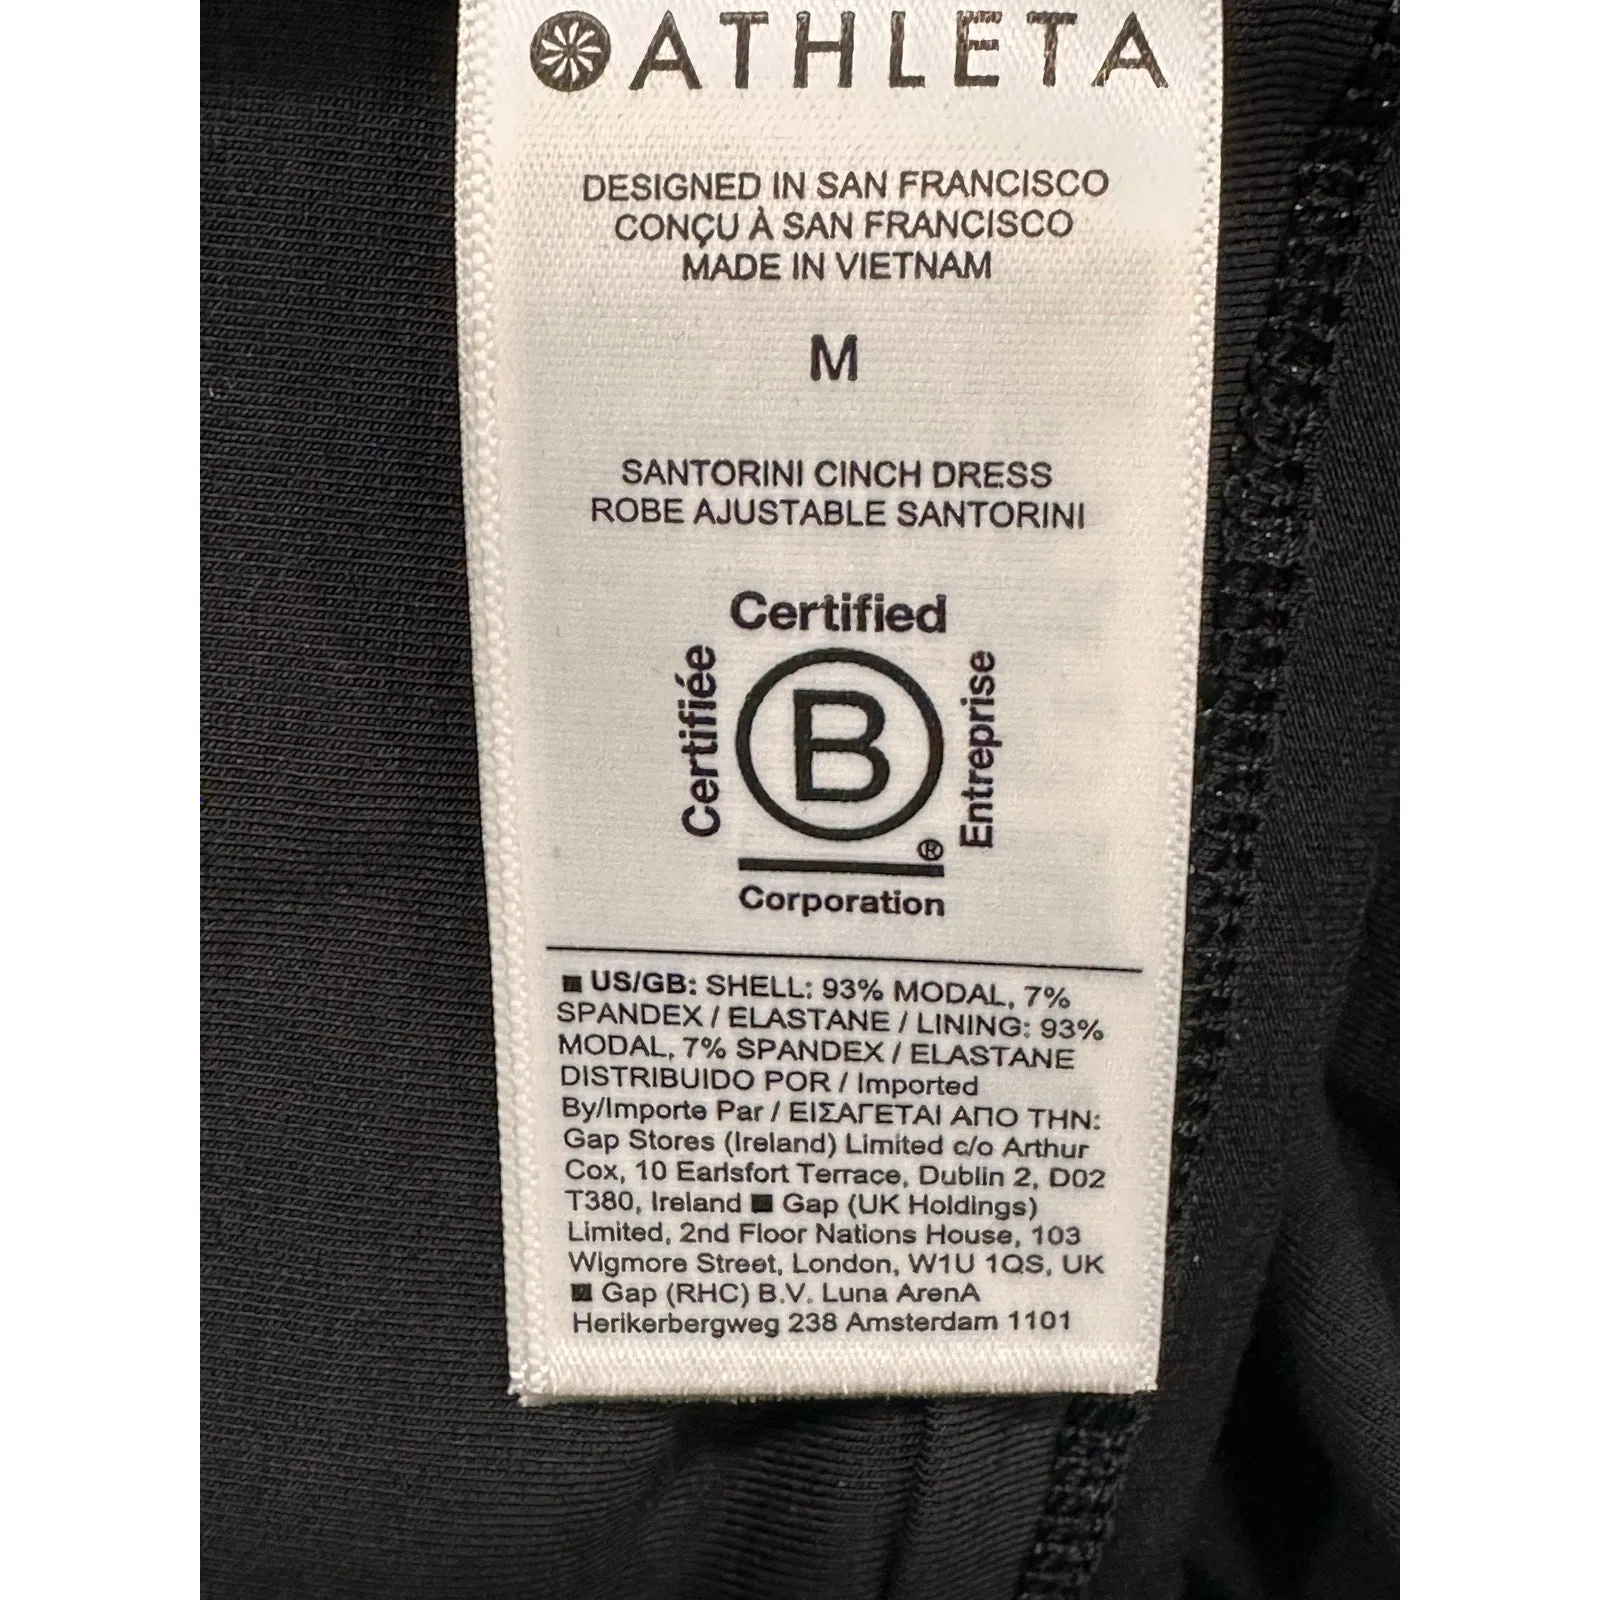 ATHLETA
DESIGNED IN SAN FRANCISCO
CONÇU À SAN FRANCISCO
MADE IN VIETNAM
M
SANTORINI CINCH DRESS
ROBE AJUSTABLE SANTORINI
Certified
Certifiée
B
Entreprise
®
Corporation
■ US/GB: SHELL: 93% MODAL, 7%
SPANDEX / ELASTANE / LINING: 93%
MODAL, 7% SPANDEX / ELASTANE
DISTRIBUIDO POR / Imported
By/Importe Par / ΕΙΣΑΓΕΤΑΙ ΑΠΟ ΤΗΝ:
Gap Stores (Ireland) Limited c/o Arthur
Cox, 10 Earlsfort Terrace, Dublin 2, D02
T380, Ireland ■ Gap (UK Holdings)
Limited, 2nd Floor Nations House, 103
Wigmore Street, London, W1U 1QS, UK
■ Gap (RHC) B.V. Luna ArenA
Herikerbergweg 238 Amsterdam 1101